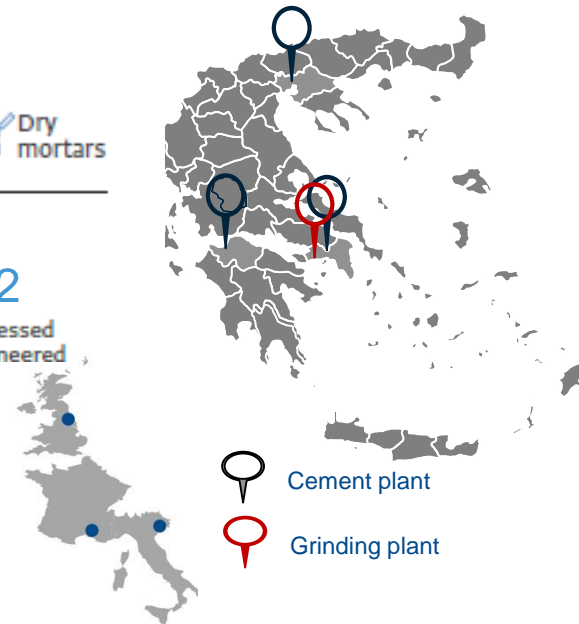 Dry
mortars
2
essed
neered
Cement plant
Grinding plant